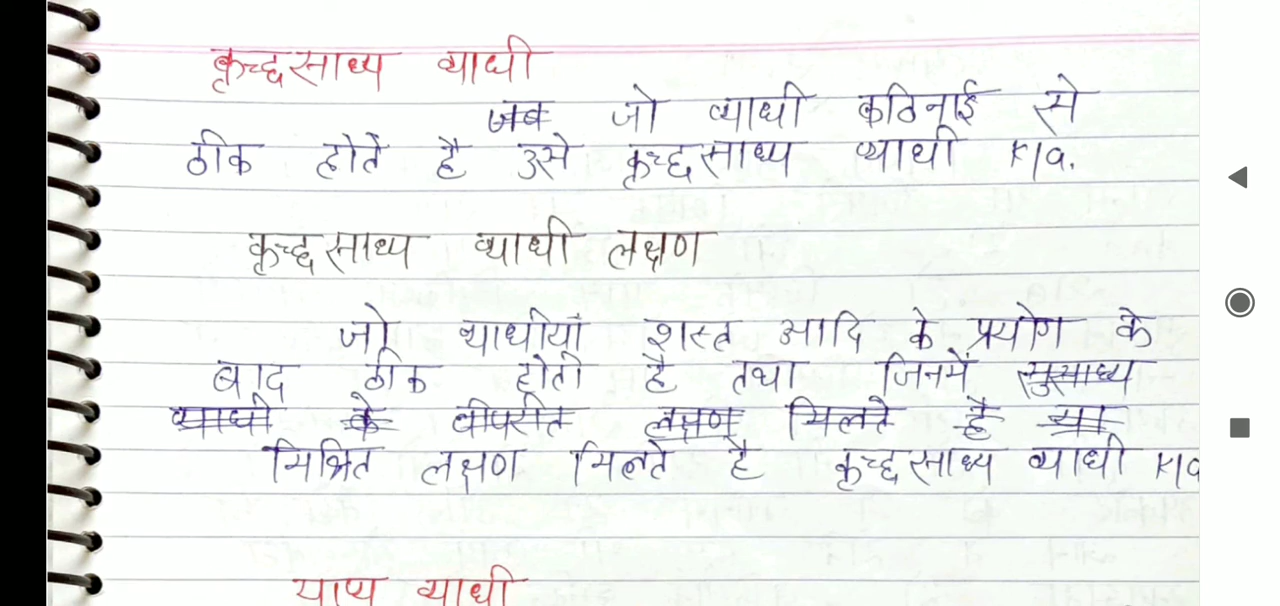 कृच्छ्रसाध्य व्याधी
जब जो व्याधी कठिनाई से
ठीक होते है उसे कृच्छ्रसाध्य व्याधी K/a.
कृच्छ्रसाध्य व्याधी लक्षण
जो व्याधीयां शस्त्र आदि के प्रयोग के
बाद ठीक होती है तथा जिनमें सुसाध्य
व्याधी के वीपरीत लक्षण मिलते है या
मिश्रित लक्षण मिलते है कृच्छ्रसाध्य व्याधी K/a
याप्य व्याधी